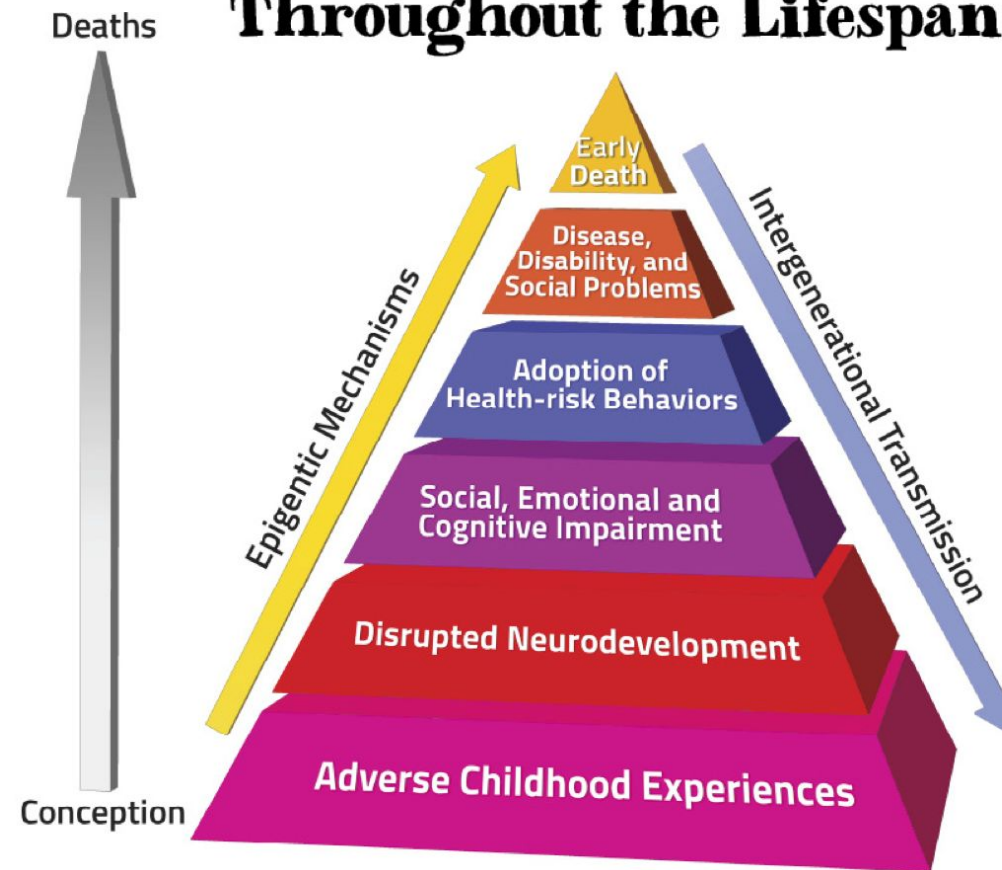 Throughout the Lifespan
Deaths
Early
Death
Disease,
Disability, and
Social Problems
Adoption of
Health-risk Behaviors
Social, Emotional and
Cognitive Impairment
Disrupted Neurodevelopment
Adverse Childhood Experiences
Conception
Epigentic Mechanisms
Intergenerational Transmission